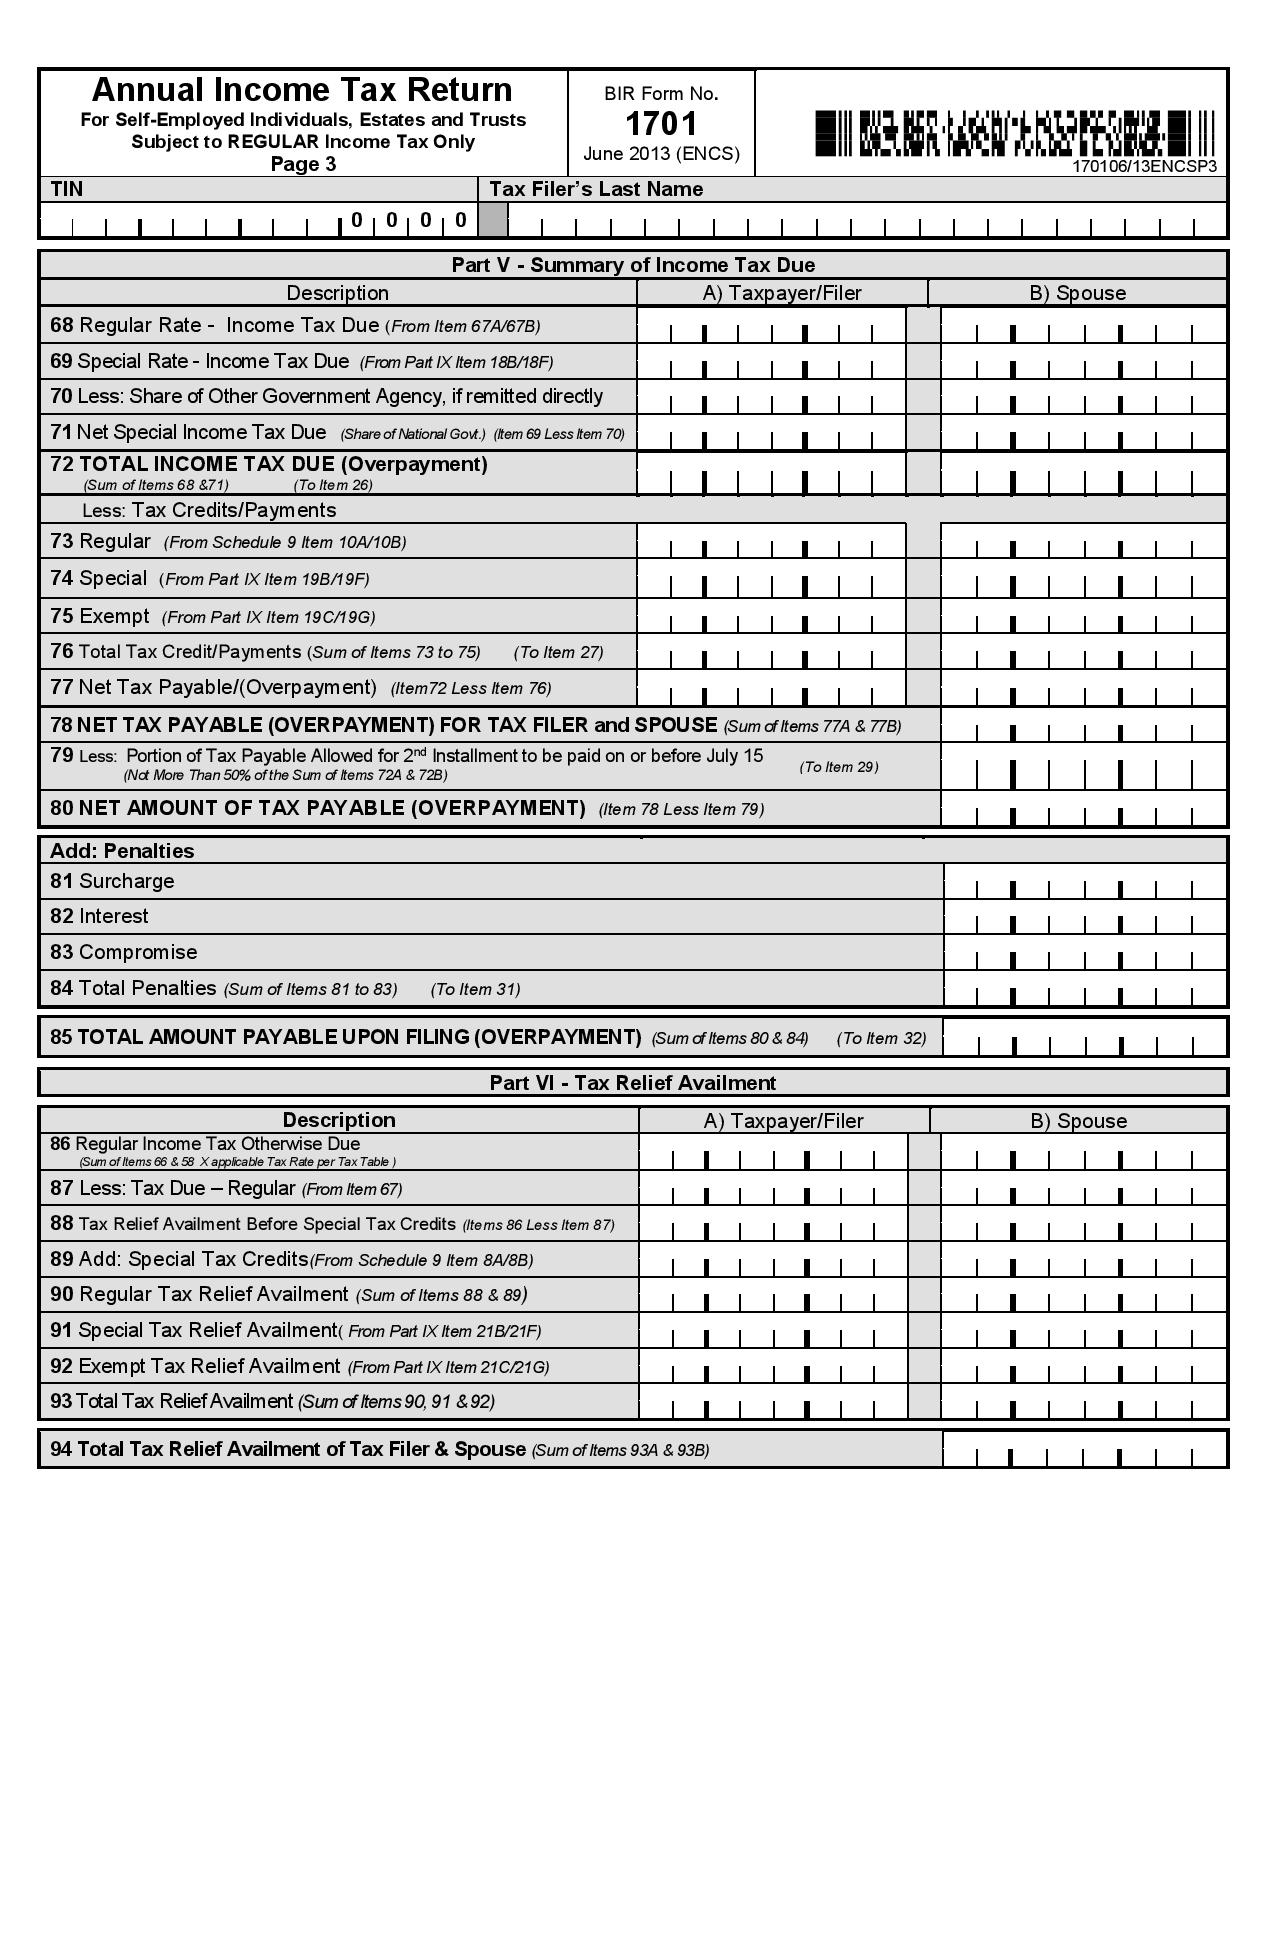 Annual Income Tax Return
For Self-Employed Individuals, Estates and Trusts
Subject to REGULAR Income Tax Only
Page 3
BIR Form No.
1701
June 2013 (ENCS)
170106/13ENCSP3
TIN Tax Filer’s Last Name
0 0 0 0
Part V - Summary of Income Tax Due
Description A) Taxpayer/Filer B) Spouse
68 Regular Rate - Income Tax Due (From Item 67A/67B)
69 Special Rate - Income Tax Due (From Part IX Item 18B/18F)
70 Less: Share of Other Government Agency, if remitted directly
71 Net Special Income Tax Due (Share of National Govt.) (Item 69 Less Item 70)
72 TOTAL INCOME TAX DUE (Overpayment)
(Sum of Items 68 &71) (To Item 26)
Less: Tax Credits/Payments
73 Regular (From Schedule 9 Item 10A/10B)
74 Special (From Part IX Item 19B/19F)
75 Exempt (From Part IX Item 19C/19G)
76 Total Tax Credit/Payments (Sum of Items 73 to 75) (To Item 27)
77 Net Tax Payable/(Overpayment) (Item72 Less Item 76)
78 NET TAX PAYABLE (OVERPAYMENT) FOR TAX FILER and SPOUSE (Sum of Items 77A & 77B)
79 Less: Portion of Tax Payable Allowed for 2nd Installment to be paid on or before July 15 (To Item 29)
(Not More Than 50% of the Sum of Items 72A & 72B)
80 NET AMOUNT OF TAX PAYABLE (OVERPAYMENT) (Item 78 Less Item 79)
Add: Penalties
81 Surcharge
82 Interest
83 Compromise
84 Total Penalties (Sum of Items 81 to 83) (To Item 31)
85 TOTAL AMOUNT PAYABLE UPON FILING (OVERPAYMENT) (Sum of Items 80 & 84) (To Item 32)
Part VI - Tax Relief Availment
Description A) Taxpayer/Filer B) Spouse
86 Regular Income Tax Otherwise Due
(Sum of Items 66 & 58 X applicable Tax Rate per Tax Table )
87 Less: Tax Due – Regular (From Item 67)
88 Tax Relief Availment Before Special Tax Credits (Items 86 Less Item 87)
89 Add: Special Tax Credits(From Schedule 9 Item 8A/8B)
90 Regular Tax Relief Availment (Sum of Items 88 & 89)
91 Special Tax Relief Availment( From Part IX Item 21B/21F)
92 Exempt Tax Relief Availment (From Part IX Item 21C/21G)
93 Total Tax Relief Availment (Sum of Items 90, 91 & 92)
94 Total Tax Relief Availment of Tax Filer & Spouse (Sum of Items 93A & 93B)